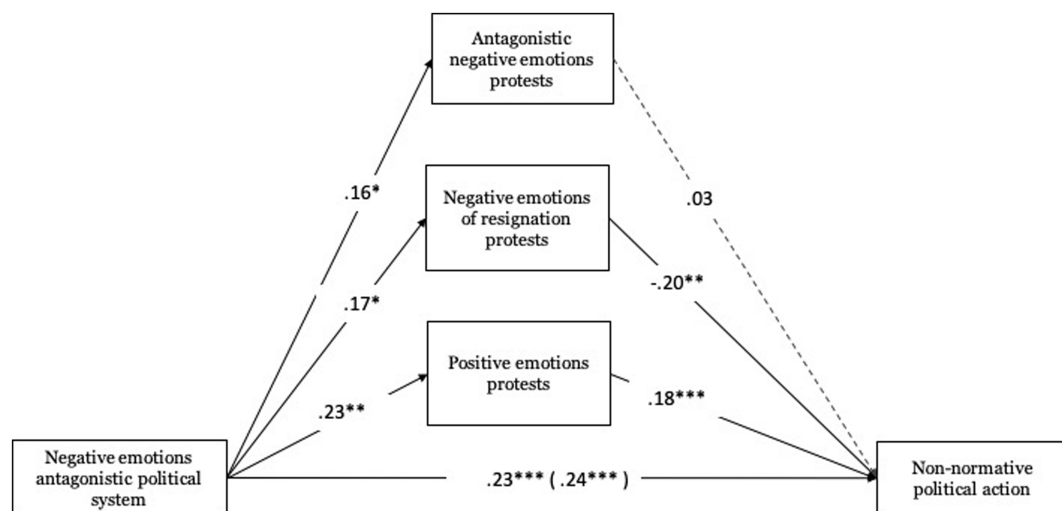 Antagonistic
negative emotions
protests
.16*
.03
Negative emotions
of resignation
protests
.17*
-.20**
Positive emotions
protests
.23**
.18***
Negative emotions
antagonistic political
system
.23*** ( .24*** )
Non-normative
political action